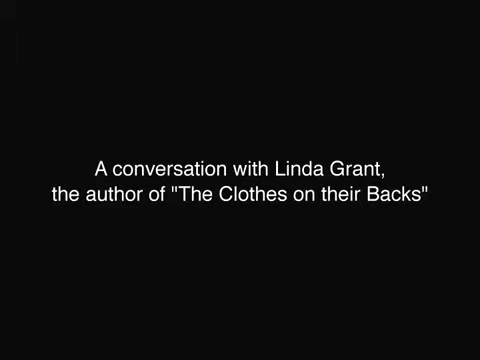 A conversation with Linda Grant,
the author of "The Clothes on their Backs"